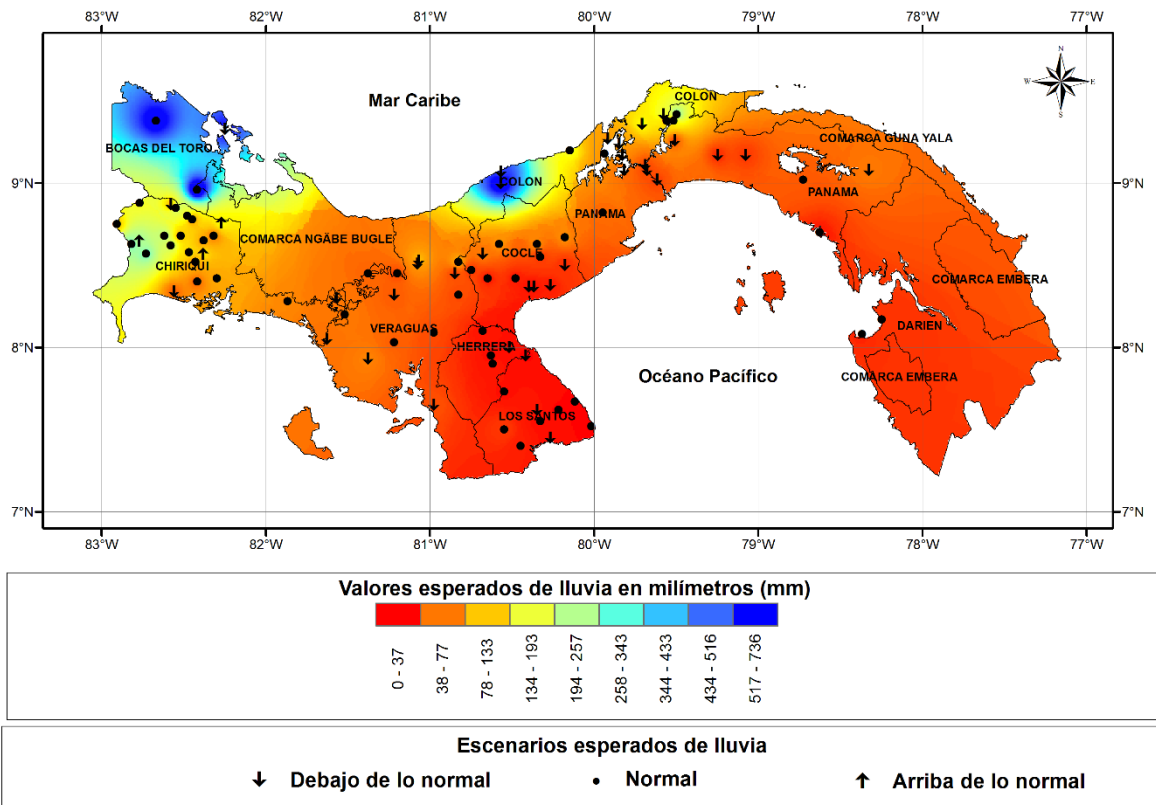 83°W 82°W 81°W 80°W 79°W 78°W 77°W
N
W E
S
Mar Caribe
COLON
BOCAS DEL TORO
COMARCA GUNA YALA
9°N 9°N
COLON
PANAMA
PANAMA
COMARCA NGÄBE BUGLE
COCLE
CHIRIQUI
COMARCA EMBERA
VERAGUAS
DARIEN
8°N 8°N
HERRERA
Océano Pacífico
COMARCA EMBERA
LOS SANTOS
7°N 7°N
83°W 82°W 81°W 80°W 79°W 78°W 77°W
Valores esperados de lluvia en milímetros (mm)
0 - 37
38 - 77
78 - 133
134 - 193
194 - 257
258 - 343
344 - 433
434 - 516
517 - 736
Escenarios esperados de lluvia
Debajo de lo normal Normal Arriba de lo normal